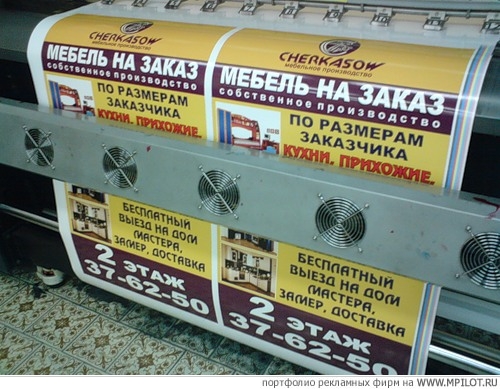 CHERKASOW
мебельное производство
МЕБЕЛЬ НА ЗАКАЗ
собственное производство
ПО РАЗМЕРАМ
ЗАКАЗЧИКА
КУХНИ. ПРИХОЖИЕ.
БЕСПЛАТНЫЙ
ВЫЕЗД НА ДОМ
МАСТЕРА,
ЗАМЕР, ДОСТАВКА
2 ЭТАЖ
37-62-50
CHERKASOW
мебельное производство
МЕБЕЛЬ НА ЗАКАЗ
собственное производство
ПО РАЗМЕРАМ
ЗАКАЗЧИКА
КУХНИ. ПРИХОЖИЕ.
БЕСПЛАТНЫЙ
ВЫЕЗД НА ДОМ
МАСТЕРА,
ЗАМЕР, ДОСТАВКА
2 ЭТАЖ
37-62-50
портфолио рекламных фирм на WWW.MPILOT.RU